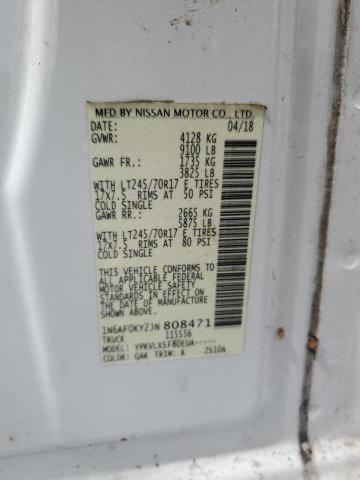 MFD BY NISSAN MOTOR CO., LTD.
DATE: 04/18
GVWR: 4128 KG
9100 LB
GAWR FR.: 1735 KG
3825 LB
WITH LT245/70R17 E TIRES
17X7.5 RIMS AT 50 PSI
COLD SINGLE
GAWR RR.: 2665 KG
5875 LB
WITH LT245/70R17 E TIRES
17X7.5 RIMS AT 80 PSI
COLD SINGLE
THIS VEHICLE CONFORMS TO
ALL APPLICABLE FEDERAL
MOTOR VEHICLE SAFETY
STANDARDS IN EFFECT ON
THE DATE OF MANUFACTURE
SHOWN ABOVE.
1N6AF0KY2JN 808471
TRUCK 115556
MODEL: YPKVLXSF80EUA-----
COLOR: QAK TRIM: K 2S10A